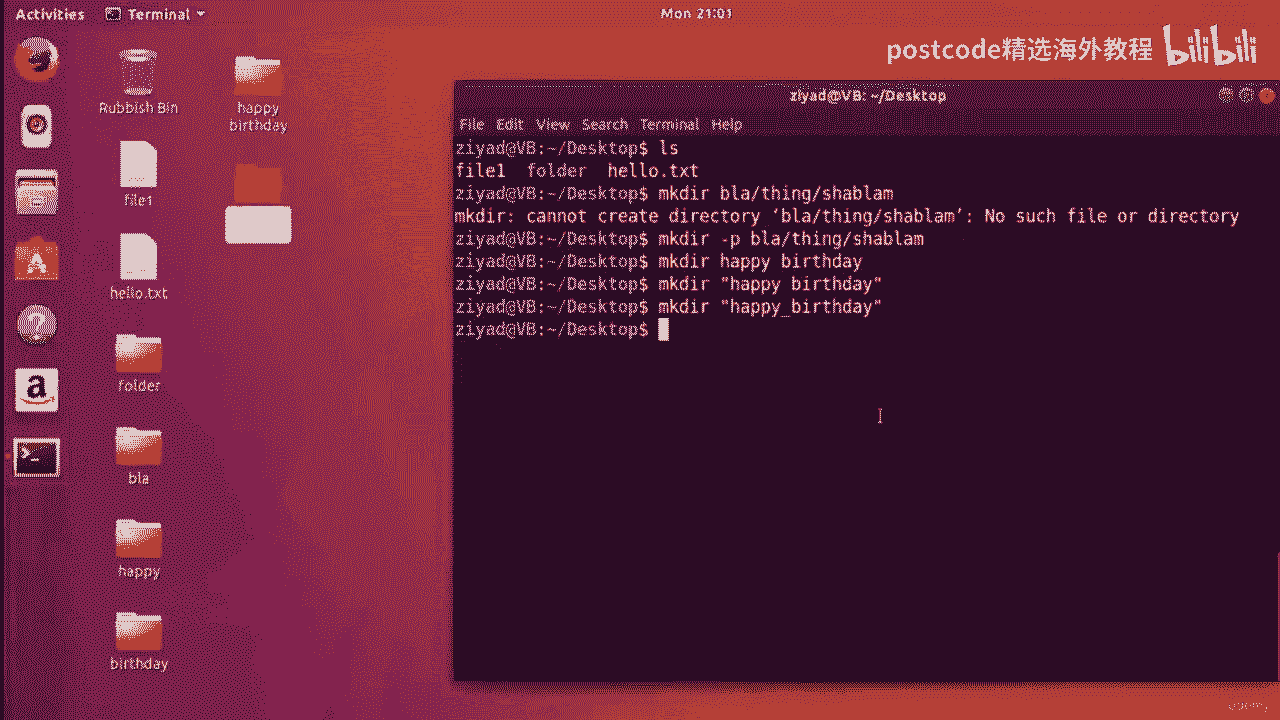 Activities
Terminal
Mon 21:01
postcode精选海外教程 bilibili
Rubbish Bin
happy
birthday
file1
hello.txt
folder
bla
happy
birthday
ziyad@VB: ~/Desktop
File Edit View Search Terminal Help
ziyad@VB:~/Desktop$ ls
file1 folder hello.txt
ziyad@VB:~/Desktop$ mkdir bla/thing/shablam
mkdir: cannot create directory ‘bla/thing/shablam’: No such file or directory
ziyad@VB:~/Desktop$ mkdir -p bla/thing/shablam
ziyad@VB:~/Desktop$ mkdir happy birthday
ziyad@VB:~/Desktop$ mkdir "happy birthday"
ziyad@VB:~/Desktop$ mkdir "happy_birthday"
ziyad@VB:~/Desktop$
udemy